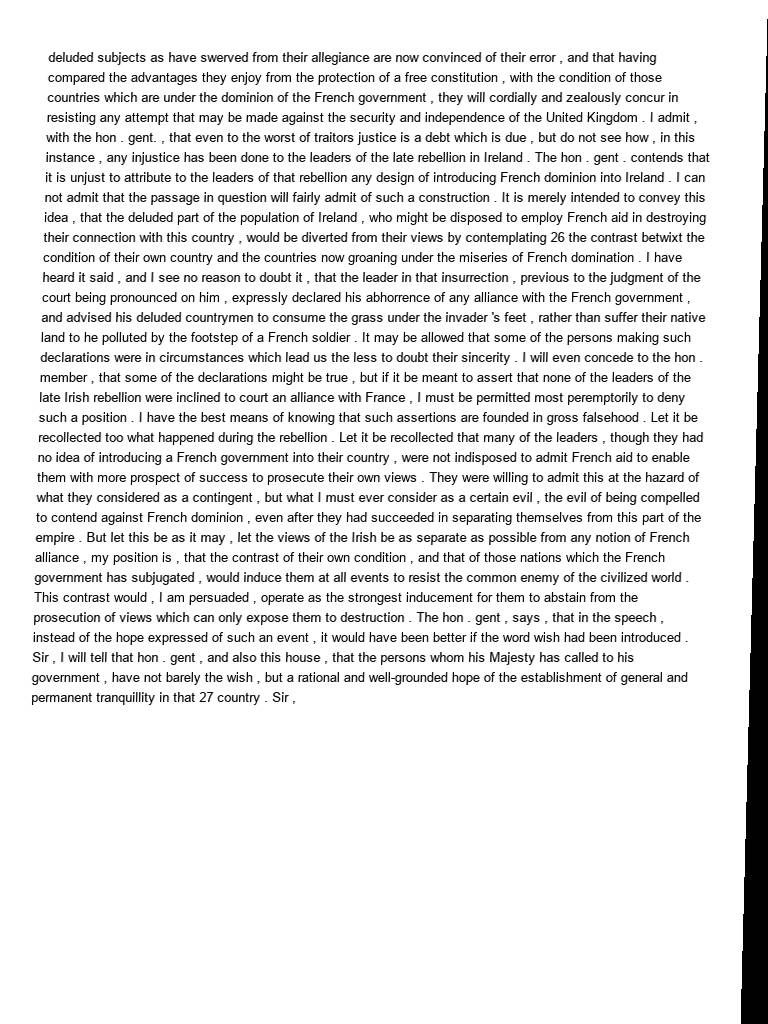 deluded subjects as have swerved from their allegiance are now convinced of their error , and that having
compared the advantages they enjoy from the protection of a free constitution , with the condition of those
countries which are under the dominion of the French government , they will cordially and zealously concur in
resisting any attempt that may be made against the security and independence of the United Kingdom . I admit ,
with the hon . gent. , that even to the worst of traitors justice is a debt which is due , but do not see how , in this
instance , any injustice has been done to the leaders of the late rebellion in Ireland . The hon . gent . contends that
it is unjust to attribute to the leaders of that rebellion any design of introducing French dominion into Ireland . I can
not admit that the passage in question will fairly admit of such a construction . It is merely intended to convey this
idea , that the deluded part of the population of Ireland , who might be disposed to employ French aid in destroying
their connection with this country , would be diverted from their views by contemplating 26 the contrast betwixt the
condition of their own country and the countries now groaning under the miseries of French domination . I have
heard it said , and I see no reason to doubt it , that the leader in that insurrection , previous to the judgment of the
court being pronounced on him , expressly declared his abhorrence of any alliance with the French government ,
and advised his deluded countrymen to consume the grass under the invader 's feet , rather than suffer their native
land to he polluted by the footstep of a French soldier . It may be allowed that some of the persons making such
declarations were in circumstances which lead us the less to doubt their sincerity . I will even concede to the hon .
member , that some of the declarations might be true , but if it be meant to assert that none of the leaders of the
late Irish rebellion were inclined to court an alliance with France , I must be permitted most peremptorily to deny
such a position . I have the best means of knowing that such assertions are founded in gross falsehood . Let it be
recollected too what happened during the rebellion . Let it be recollected that many of the leaders , though they had
no idea of introducing a French government into their country , were not indisposed to admit French aid to enable
them with more prospect of success to prosecute their own views . They were willing to admit this at the hazard of
what they considered as a contingent , but what I must ever consider as a certain evil , the evil of being compelled
to contend against French dominion , even after they had succeeded in separating themselves from this part of the
empire . But let this be as it may , let the views of the Irish be as separate as possible from any notion of French
alliance , my position is , that the contrast of their own condition , and that of those nations which the French
government has subjugated , would induce them at all events to resist the common enemy of the civilized world .
This contrast would , I am persuaded , operate as the strongest inducement for them to abstain from the
prosecution of views which can only expose them to destruction . The hon . gent , says , that in the speech ,
instead of the hope expressed of such an event , it would have been better if the word wish had been introduced .
Sir , I will tell that hon . gent , and also this house , that the persons whom his Majesty has called to his
government , have not barely the wish , but a rational and well-grounded hope of the establishment of general and
permanent tranquillity in that 27 country . Sir ,